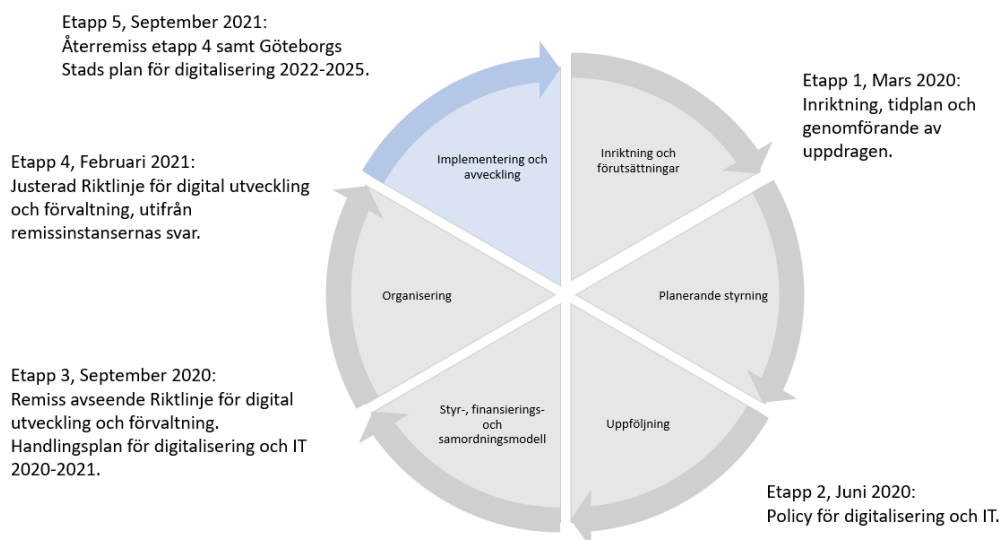 Etapp 5, September 2021:
Återremiss etapp 4 samt Göteborgs
Stads plan för digitalisering 2022-2025.
Etapp 1, Mars 2020:
Inriktning, tidplan och
genomförande av
uppdragen.
Implementering och
avveckling
Inriktning och
förutsättningar
Etapp 4, Februari 2021:
Justerad Riktlinje för digital utveckling
och förvaltning, utifrån
remissinstansernas svar.
Organisering
Planerande styrning
Etapp 3, September 2020:
Remiss avseende Riktlinje för digital
utveckling och förvaltning.
Handlingsplan för digitalisering och IT
2020-2021.
Styr-, finansierings-
och
samordningsmodell
Uppföljning
Etapp 2, Juni 2020:
Policy för digitalisering och IT.